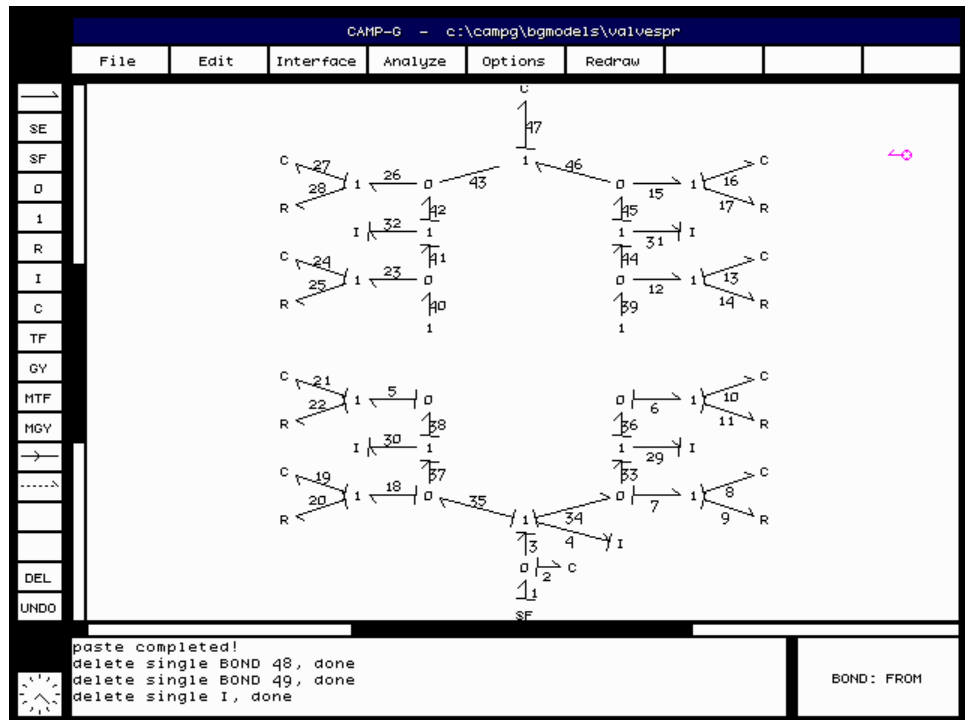 CAMP-G - c:\campg\bgmodels\valvespr
File Edit Interface Analyze Options Redraw
C
SE
SF
0
1
R
I
C
TF
GY
MTF
MGY
DEL
UNDO
47
C 27 1 46 C
28 1 26 0 43 0 15 1 16
R 42 45 17 R
I 32 1 1 31 I
C 24 41 44 C
25 1 23 0 0 12 1 13
R 40 39 14 R
1 1
C 21 C
22 1 5 0 0 6 1 10
R 38 36 11 R
I 30 1 1 29 I
C 19 37 33 C
20 1 18 0 35 0 7 1 8
R 1 34 9 R
3 4 I
0 2 C
1
SF
paste completed!
delete single BOND 48, done
delete single BOND 49, done
delete single I, done
BOND: FROM